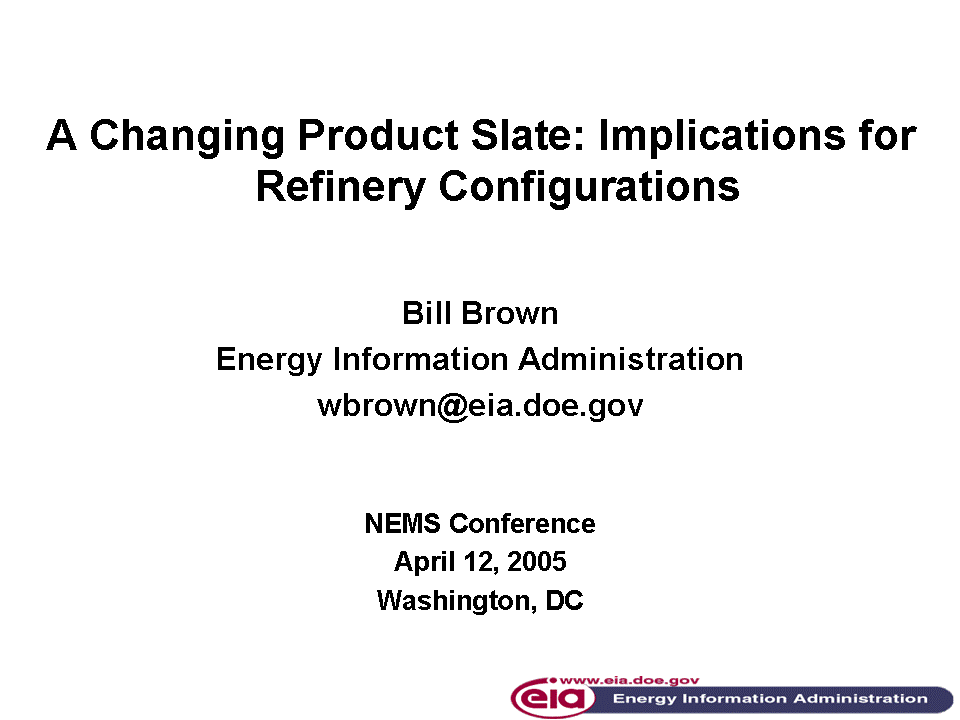 A Changing Product Slate: Implications for
Refinery Configurations
Bill Brown
Energy Information Administration
wbrown@eia.doe.gov
NEMS Conference
April 12, 2005
Washington, DC
www.eia.doe.gov
eia Energy Information Administration